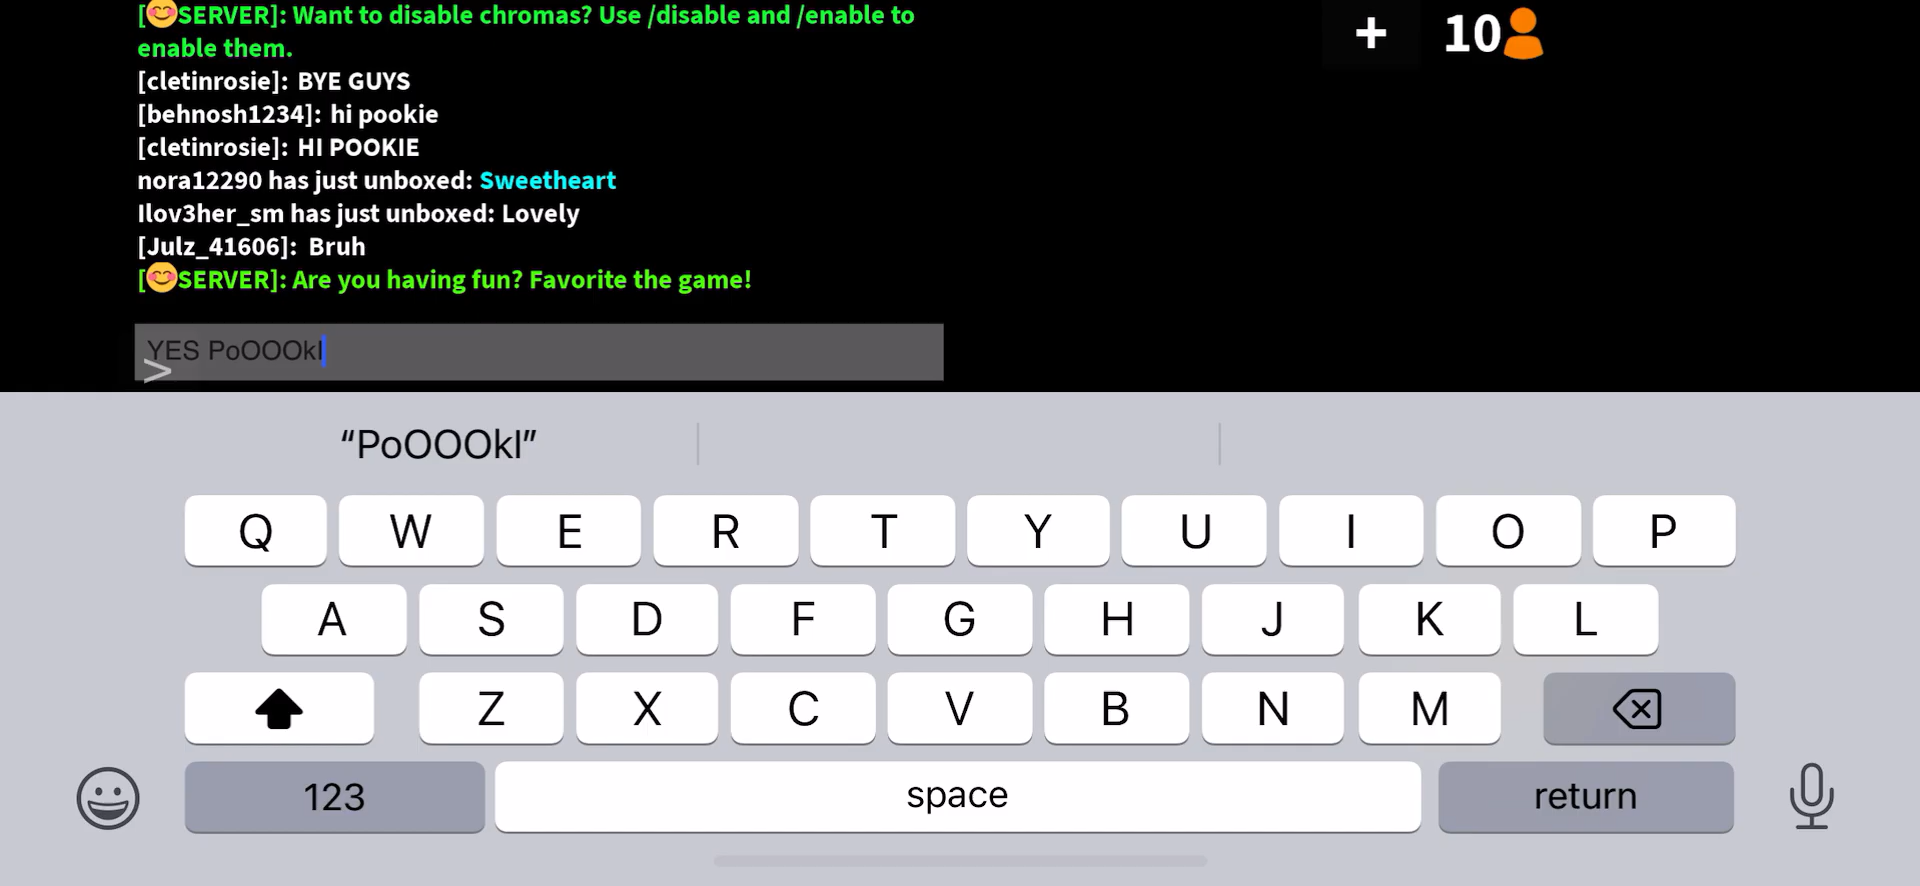 [😊SERVER]: Want to disable chromas? Use /disable and /enable to
enable them.
[cletinrosie]: BYE GUYS
[behnosh1234]: hi pookie
[cletinrosie]: HI POOKIE
nora12290 has just unboxed: Sweetheart
Ilov3her_sm has just unboxed: Lovely
[Julz_41606]: Bruh
[😊SERVER]: Are you having fun? Favorite the game!
+ 10
YES PoOOOkI
>
“PoOOOkI”
Q W E R T Y U I O P
A S D F G H J K L
Z X C V B N M
123 space return